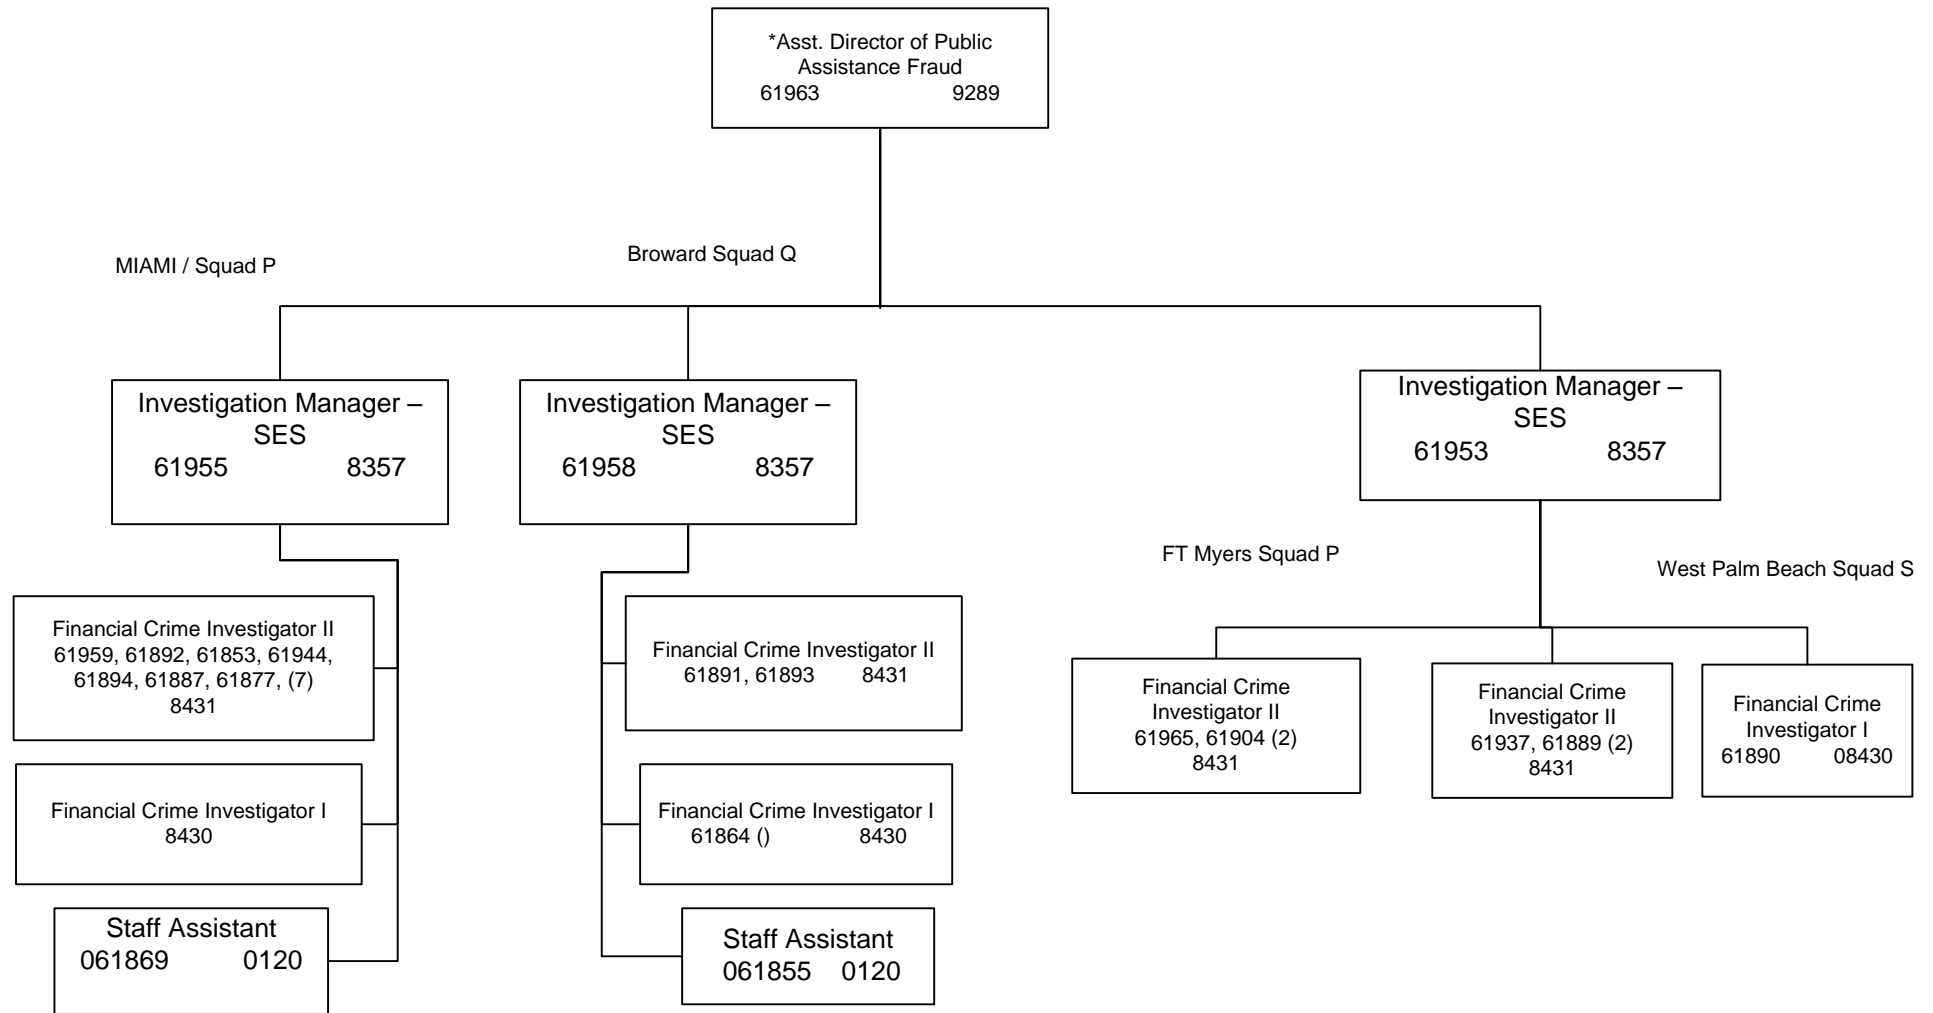 *Asst. Director of Public
Assistance Fraud
61963 9289
MIAMI / Squad P
Broward Squad Q
Investigation Manager –
SES
61955 8357
Investigation Manager –
SES
61958 8357
Investigation Manager –
SES
61953 8357
FT Myers Squad P
West Palm Beach Squad S
Financial Crime Investigator II
61959, 61892, 61853, 61944,
61894, 61887, 61877, (7)
8431
Financial Crime Investigator I
8430
Staff Assistant
061869 0120
Financial Crime Investigator II
61891, 61893 8431
Financial Crime Investigator I
61864 () 8430
Staff Assistant
061855 0120
Financial Crime
Investigator II
61965, 61904 (2)
8431
Financial Crime
Investigator II
61937, 61889 (2)
8431
Financial Crime
Investigator I
61890 08430